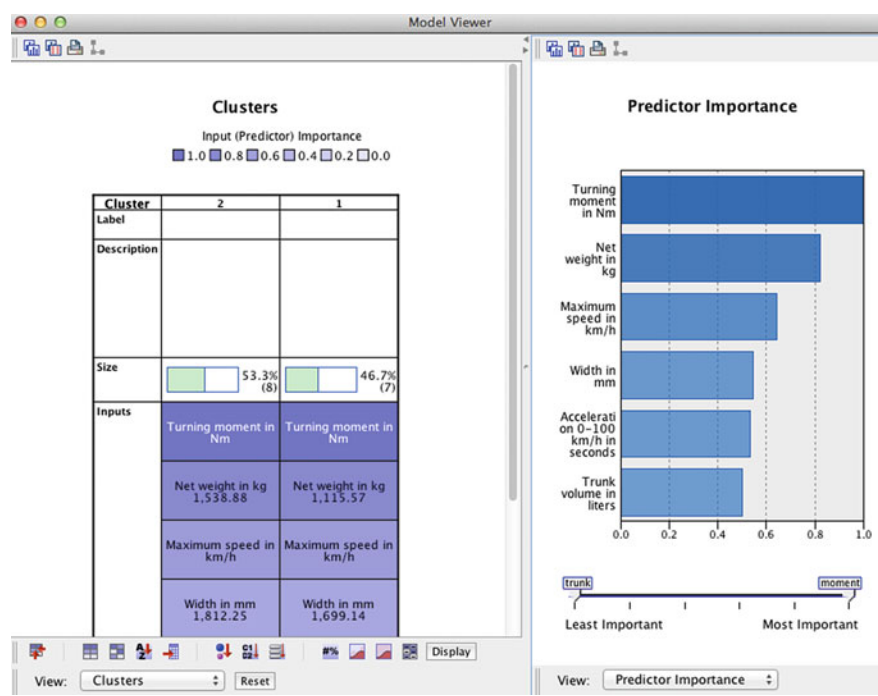 Model Viewer
Clusters
Input (Predictor) Importance
1.0 0.8 0.6 0.4 0.2 0.0
Cluster 2 1
Label
Description
Size 53.3% (8) 46.7% (7)
Inputs
Turning moment in Nm Turning moment in Nm
Net weight in kg 1,538.88 Net weight in kg 1,115.57
Maximum speed in km/h Maximum speed in km/h
Width in mm 1,812.25 Width in mm 1,699.14
#% Display
View: Clusters Reset
Predictor Importance
Turning
moment
in Nm
Net
weight in
kg
Maximum
speed in
km/h
Width in
mm
Accelerati
on 0-100
km/h in
seconds
Trunk
volume in
liters
0.0 0.2 0.4 0.6 0.8 1.0
trunk moment
Least Important Most Important
View: Predictor Importance